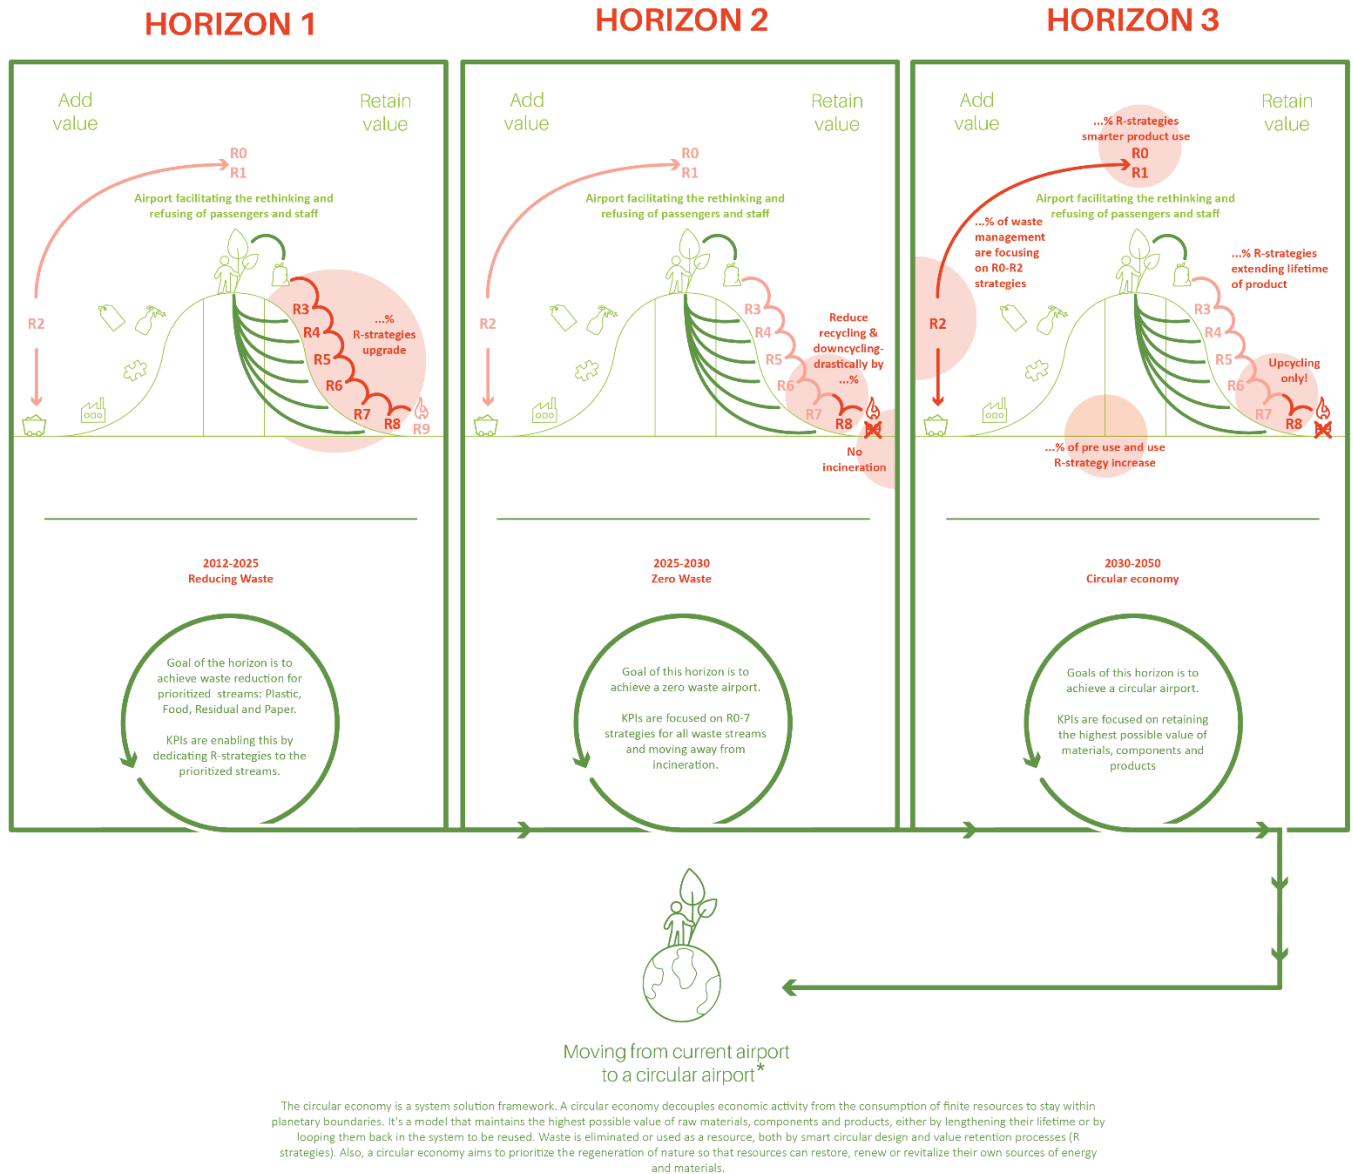 HORIZON 1
Add
value
Retain
value
R0
R1
Airport facilitating the rethinking and
refusing of passengers and staff
R2
R3
R4
R5
R6
R7
R8
R9
...%
R-strategies
upgrade
2012-2025
Reducing Waste
Goal of the horizon is to
achieve waste reduction for
prioritized streams: Plastic,
Food, Residual and Paper.
KPIs are enabling this by
dedicating R-strategies to the
prioritized streams.
HORIZON 2
Add
value
Retain
value
R0
R1
Airport facilitating the rethinking and
refusing of passengers and staff
R2
R3
R4
R5
R6
R7
R8
R9
Reduce
recycling &
downcycling-
drastically by
...%
No
incineration
2025-2030
Zero Waste
Goal of this horizon is to
achieve a zero waste airport.
KPIs are focused on R0-7
strategies for all waste streams
and moving away from
incineration.
HORIZON 3
Add
value
Retain
value
...% R-strategies
smarter product use
R0
R1
Airport facilitating the rethinking and
refusing of passengers and staff
...% of waste
management
are focusing
on R0-R2
strategies
...% R-strategies
extending lifetime
of product
R2
R3
R4
R5
R6
R7
R8
R9
Upcycling
only!
...% of pre use and use
R-strategy increase
2030-2050
Circular economy
Goals of this horizon is to
achieve a circular airport.
KPIs are focused on retaining
the highest possible value of
materials, components and
products
Moving from current airport
to a circular airport*
The circular economy is a system solution framework. A circular economy decouples economic activity from the consumption of finite resources to stay within
planetary boundaries. It's a model that maintains the highest possible value of raw materials, components and products, either by lengthening their lifetime or by
looping them back in the system to be reused. Waste is eliminated or used as a resource, both by smart circular design and value retention processes (R
strategies). Also, a circular economy aims to prioritize the regeneration of nature so that resources can restore, renew or revitalize their own sources of energy
and materials.